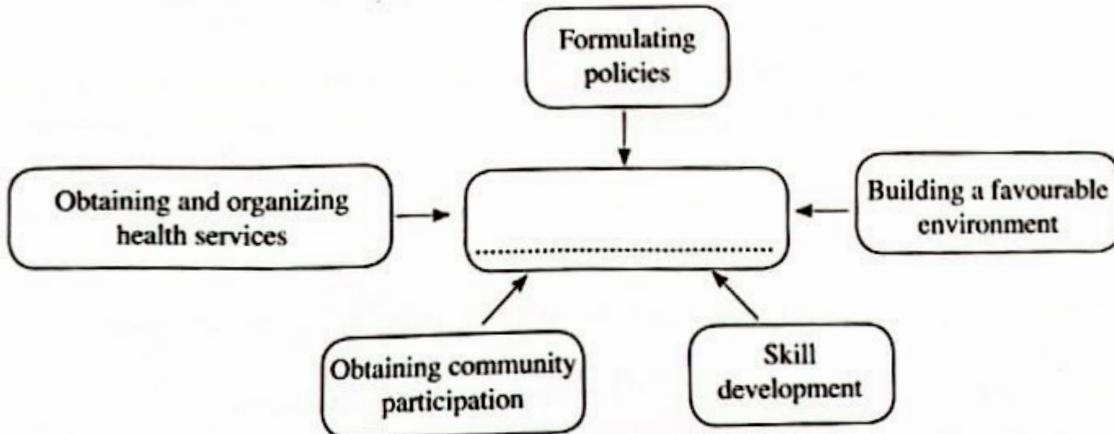 Formulating
policies
Obtaining and organizing
health services
Building a favourable
environment
...............................................
Obtaining community
participation
Skill
development